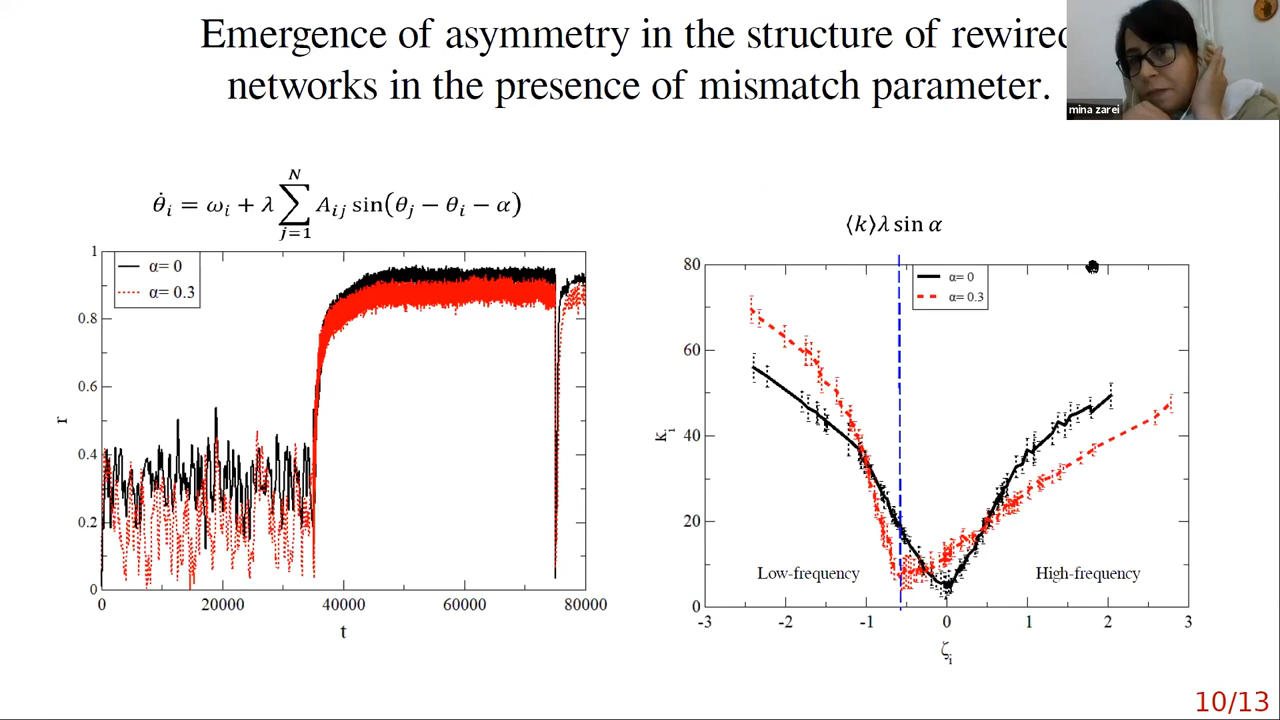 Emergence of asymmetry in the structure of rewired
networks in the presence of mismatch parameter.
mina zarei
θ̇ᵢ = ωᵢ + λ ∑_{j=1}^{N} Aᵢⱼ sin(θⱼ − θᵢ − α)
⟨k⟩λ sin α
α= 0
α= 0.3
1
0.8
0.6
0.4
0.2
0
r
0 20000 40000 60000 80000
t
α= 0
α= 0.3
80
60
40
20
0
kᵢ
Low-frequency
High-frequency
-3 -2 -1 0 1 2 3
ζᵢ
10/13